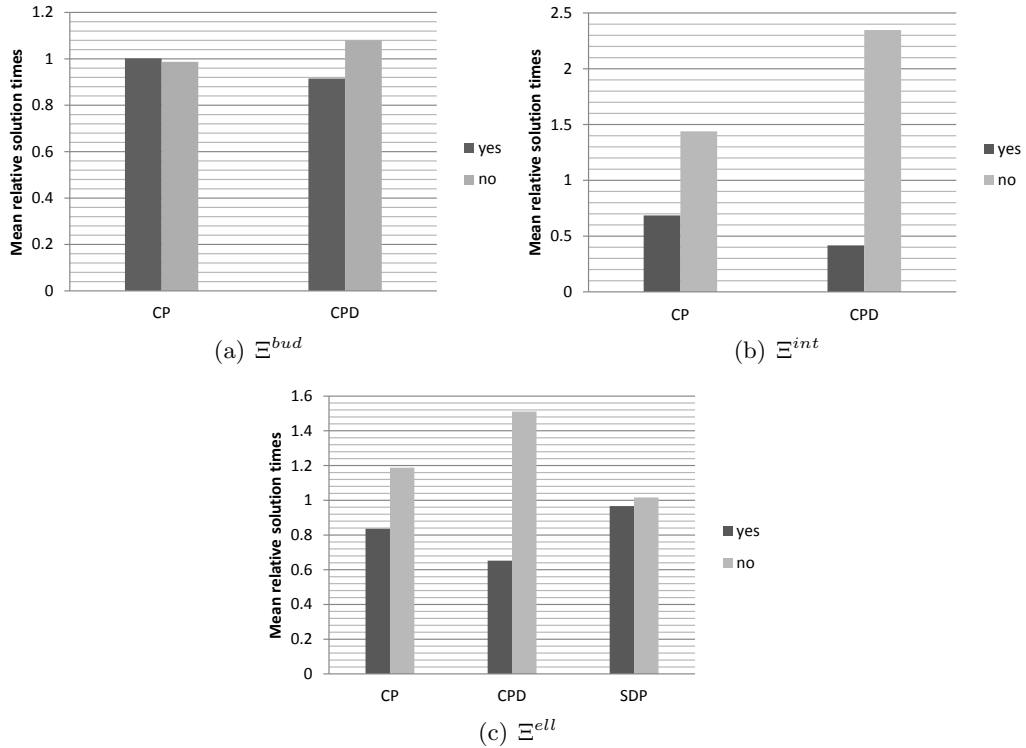 Mean relative solution times
1.2
1
0.8
0.6
0.4
0.2
0
CP CPD
yes
no
(a) Ξ^{bud}
Mean relative solution times
2.5
2
1.5
1
0.5
0
CP CPD
yes
no
(b) Ξ^{int}
Mean relative solution times
1.6
1.4
1.2
1
0.8
0.6
0.4
0.2
0
CP CPD SDP
yes
no
(c) Ξ^{ell}